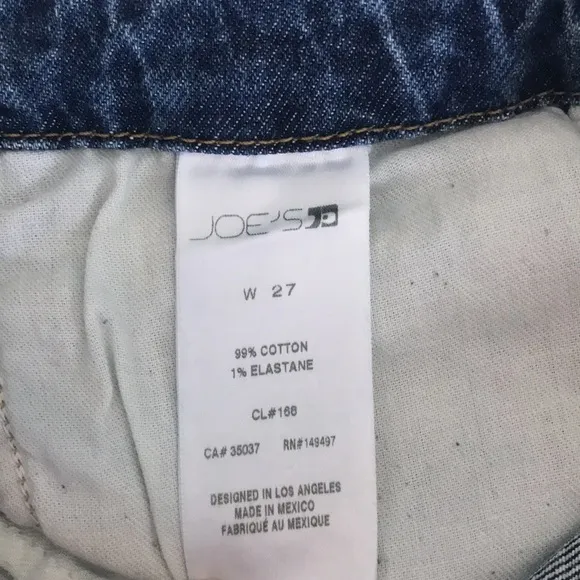 JOE'S
W 27
99% COTTON
1% ELASTANE
CL#166
CA# 35037 RN#149497
DESIGNED IN LOS ANGELES
MADE IN MEXICO
FABRIQUÉ AU MEXIQUE